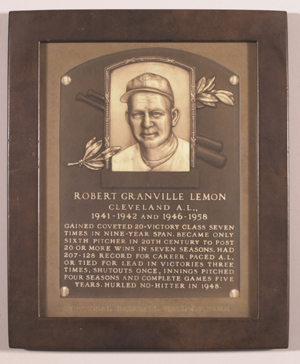 ROBERT GRANVILLE LEMON
CLEVELAND A.L.,
1941-1942 AND 1946-1958
GAINED COVETED 20-VICTORY CLASS SEVEN
TIMES IN NINE-YEAR SPAN. BECAME ONLY
SIXTH PITCHER IN 20TH CENTURY TO POST
20 OR MORE WINS IN SEVEN SEASONS. HAD
207-128 RECORD FOR CAREER. PACED A.L.
OR TIED FOR LEAD IN VICTORIES THREE
TIMES, SHUTOUTS ONCE, INNINGS PITCHED
FOUR SEASONS AND COMPLETE GAMES FIVE
YEARS. HURLED NO-HITTER IN 1948.